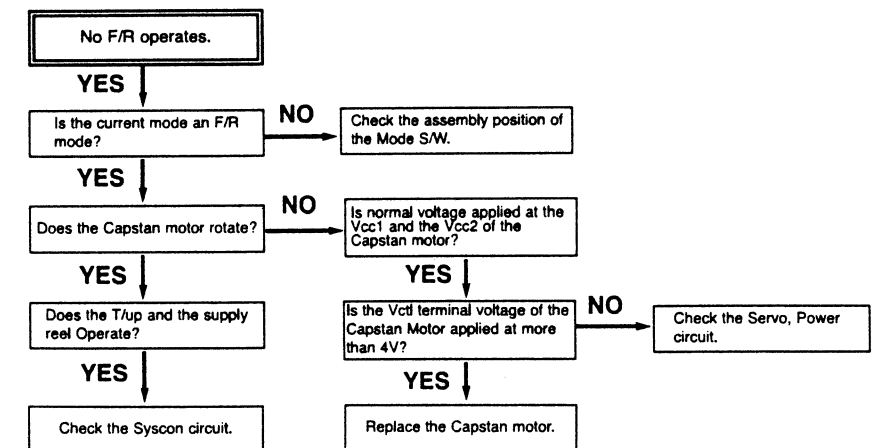 No F/R operates.
YES
Is the current mode an F/R
mode?
NO
Check the assembly position of
the Mode S/W.
YES
Does the Capstan motor rotate?
NO
Is normal voltage applied at the
Vcc1 and the Vcc2 of the
Capstan motor?
YES
YES
Does the T/up and the supply
reel Operate?
Is the Vctl terminal voltage of the
Capstan Motor applied at more
than 4V?
NO
Check the Servo, Power
circuit.
YES
YES
Check the Syscon circuit.
Replace the Capstan motor.